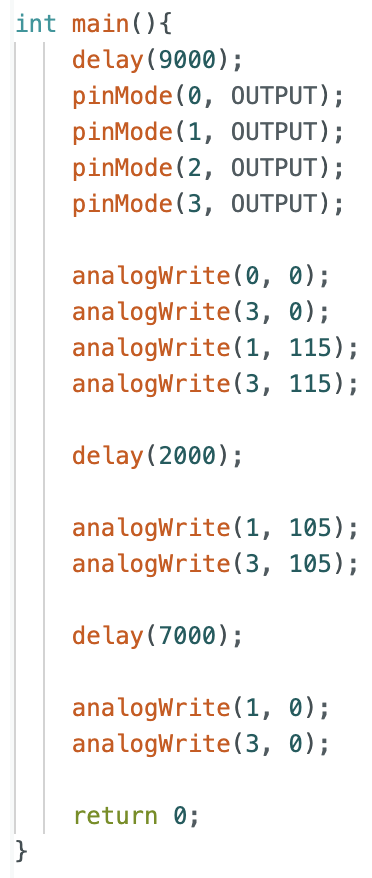 int main(){
delay(9000);
pinMode(0, OUTPUT);
pinMode(1, OUTPUT);
pinMode(2, OUTPUT);
pinMode(3, OUTPUT);
analogWrite(0, 0);
analogWrite(3, 0);
analogWrite(1, 115);
analogWrite(3, 115);
delay(2000);
analogWrite(1, 105);
analogWrite(3, 105);
delay(7000);
analogWrite(1, 0);
analogWrite(3, 0);
return 0;
}